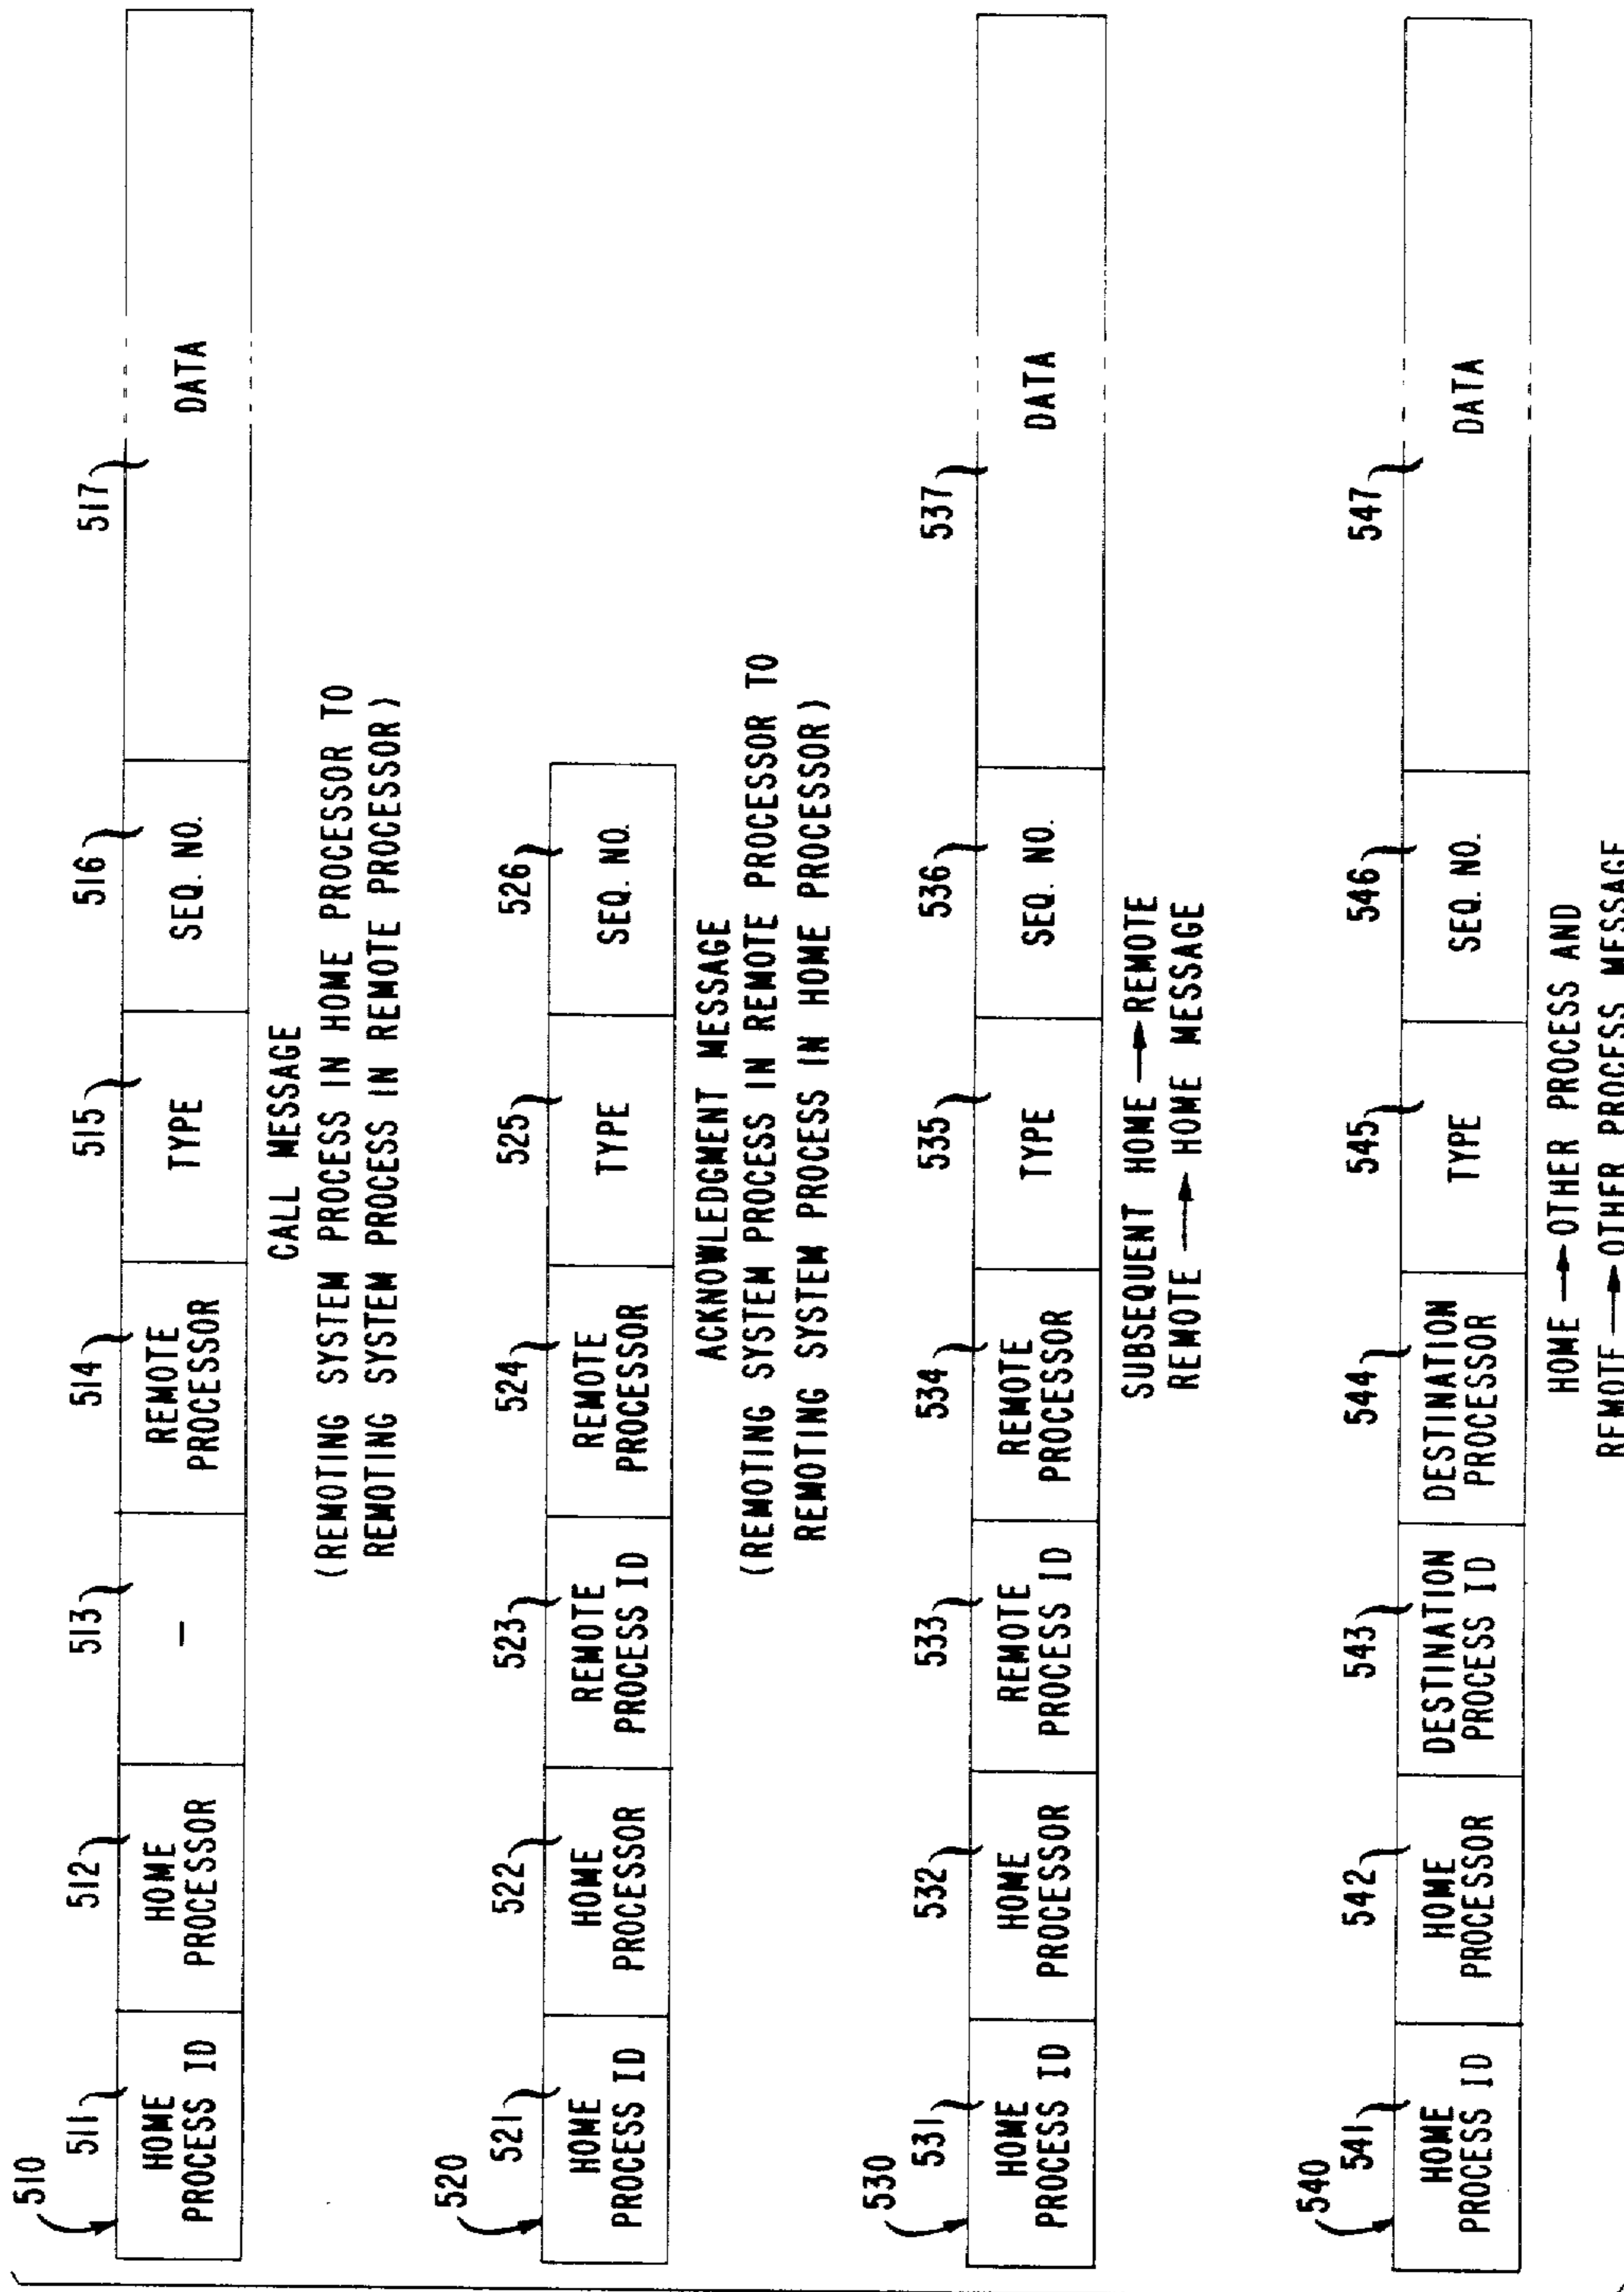 510
511
512
513
514
515
516
517
HOME
PROCESS ID
HOME
PROCESSOR
–
REMOTE
PROCESSOR
TYPE
SEQ. NO.
DATA
CALL MESSAGE
(REMOTING SYSTEM PROCESS IN HOME PROCESSOR TO
REMOTING SYSTEM PROCESS IN REMOTE PROCESSOR)
520
521
522
523
524
525
526
HOME
PROCESS ID
HOME
PROCESSOR
REMOTE
PROCESS ID
REMOTE
PROCESSOR
TYPE
SEQ. NO.
ACKNOWLEDGMENT MESSAGE
(REMOTING SYSTEM PROCESS IN REMOTE PROCESSOR TO
REMOTING SYSTEM PROCESS IN HOME PROCESSOR)
530
531
532
533
534
535
536
537
HOME
PROCESS ID
HOME
PROCESSOR
REMOTE
PROCESS ID
REMOTE
PROCESSOR
TYPE
SEQ. NO.
DATA
SUBSEQUENT HOME → REMOTE
REMOTE → HOME MESSAGE
540
541
542
543
544
545
546
547
HOME
PROCESS ID
HOME
PROCESSOR
DESTINATION
PROCESS ID
DESTINATION
PROCESSOR
TYPE
SEQ. NO.
DATA
HOME → OTHER PROCESS AND
REMOTE → OTHER PROCESS MESSAGE